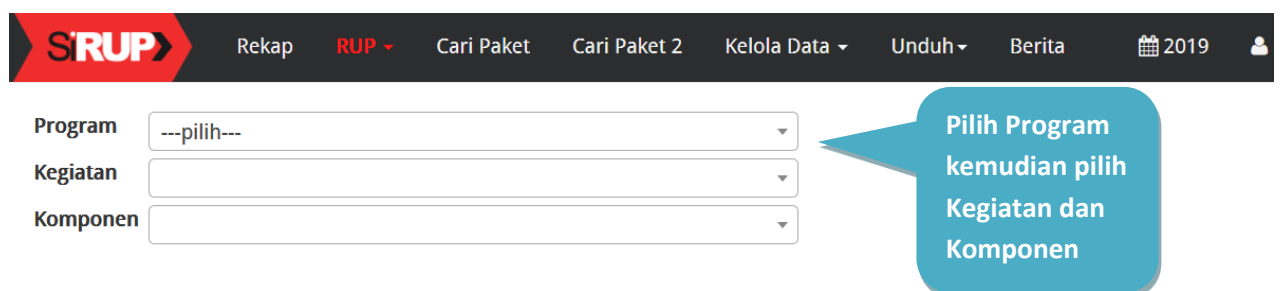 SiRUP Rekap RUP Cari Paket Cari Paket 2 Kelola Data Unduh Berita 2019
Program ---pilih---
Kegiatan
Komponen
Pilih Program
kemudian pilih
Kegiatan dan
Komponen